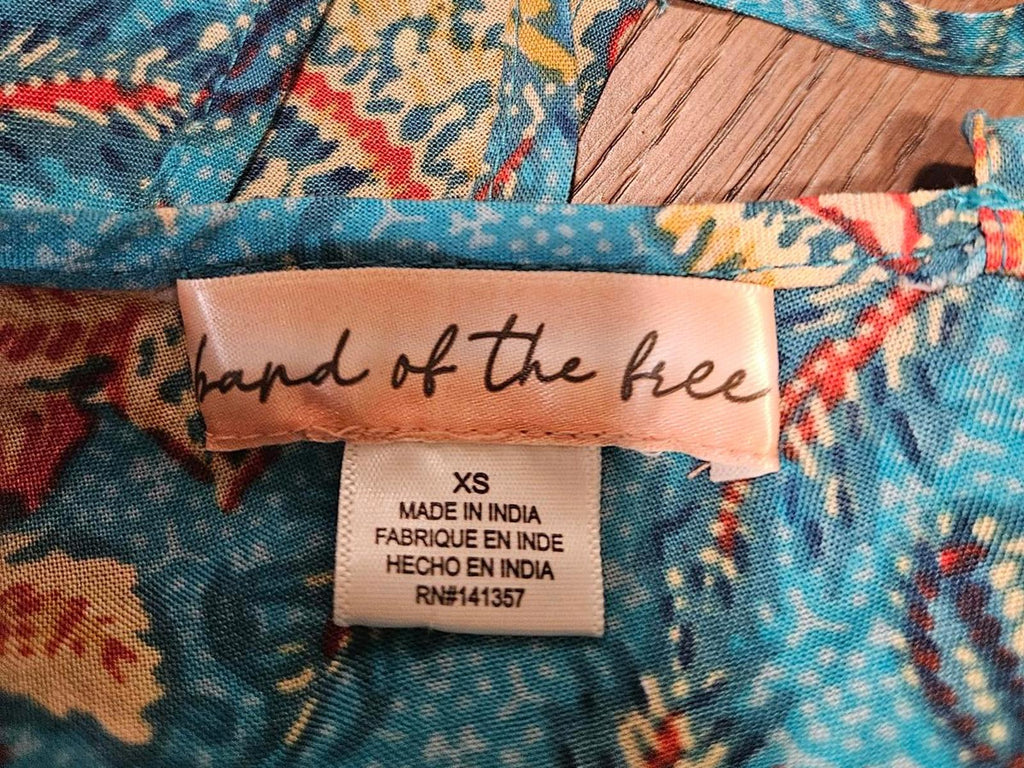 band of the free
XS
MADE IN INDIA
FABRIQUE EN INDE
HECHO EN INDIA
RN#141357